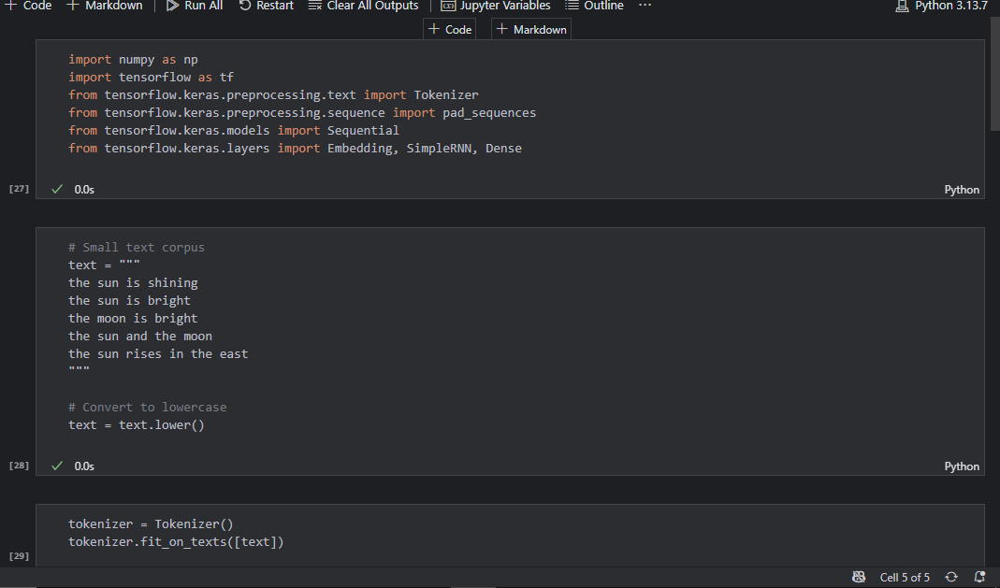 + Code + Markdown | Run All Restart Clear All Outputs | Jupyter Variables Outline ... Python 3.13.7
+ Code + Markdown
import numpy as np
import tensorflow as tf
from tensorflow.keras.preprocessing.text import Tokenizer
from tensorflow.keras.preprocessing.sequence import pad_sequences
from tensorflow.keras.models import Sequential
from tensorflow.keras.layers import Embedding, SimpleRNN, Dense
[27] ✓ 0.0s Python
# Small text corpus
text = """
the sun is shining
the sun is bright
the moon is bright
the sun and the moon
the sun rises in the east
"""
# Convert to lowercase
text = text.lower()
[28] ✓ 0.0s Python
tokenizer = Tokenizer()
tokenizer.fit_on_texts([text])
[29]
Cell 5 of 5